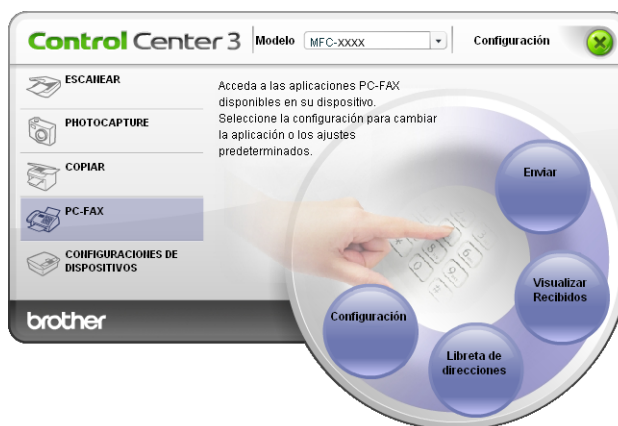 Control Center 3
Modelo
MFC-XXXX
Configuración
ESCANEAR
PHOTOCAPTURE
COPIAR
PC-FAX
CONFIGURACIONES DE
DISPOSITIVOS
brother
Acceda a las aplicaciones PC-FAX
disponibles en su dispositivo.
Seleccione la configuración para cambiar
la aplicación o los ajustes
predeterminados.
Enviar
Visualizar
Recibidos
Libreta de
direcciones
Configuración